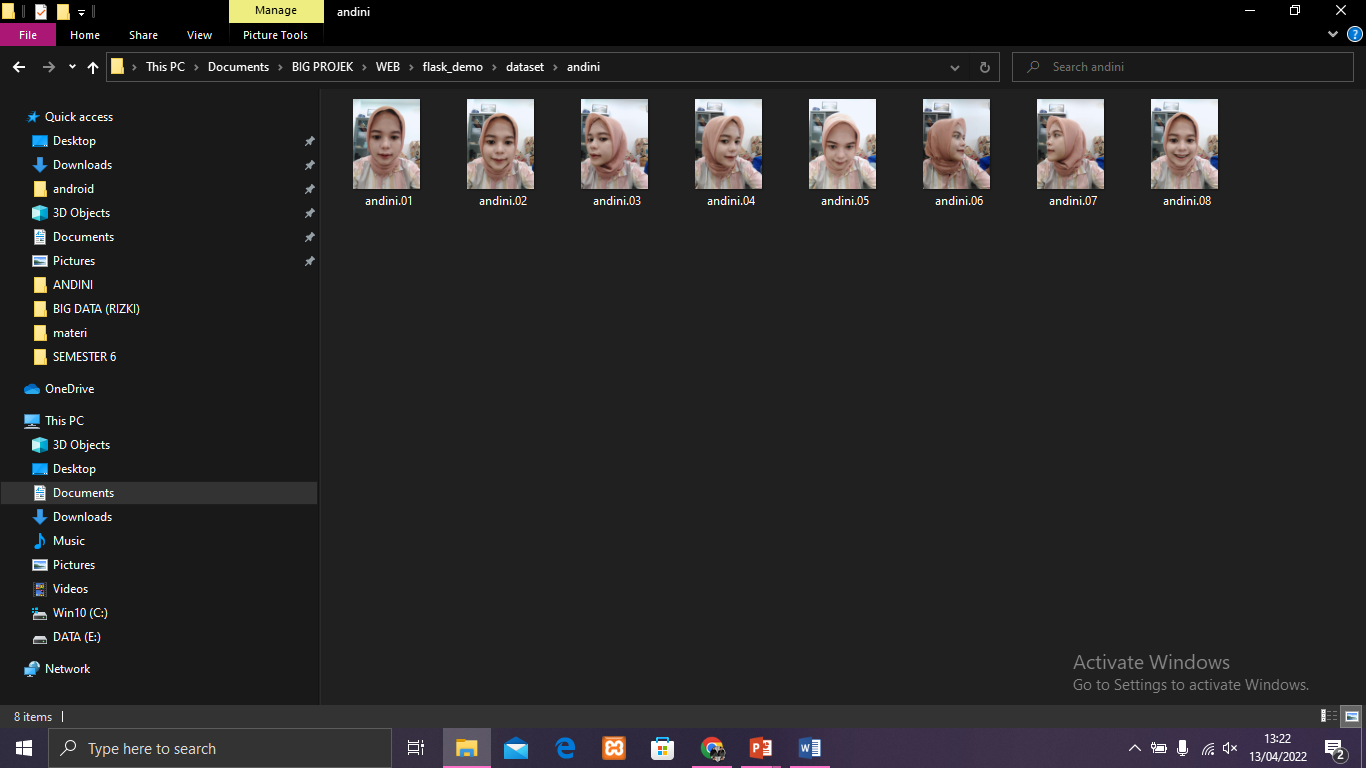 Manage
andini
File
Home
Share
View
Picture Tools
This PC
Documents
BIG PROJEK
WEB
flask_demo
dataset
andini
Search andini
Quick access
Desktop
Downloads
android
3D Objects
Documents
Pictures
ANDINI
BIG DATA (RIZKI)
materi
SEMESTER 6
OneDrive
This PC
3D Objects
Desktop
Documents
Downloads
Music
Pictures
Videos
Win10 (C:)
DATA (E:)
Network
andini.01
andini.02
andini.03
andini.04
andini.05
andini.06
andini.07
andini.08
Activate Windows
Go to Settings to activate Windows.
8 items
Type here to search
13:22
13/04/2022
2